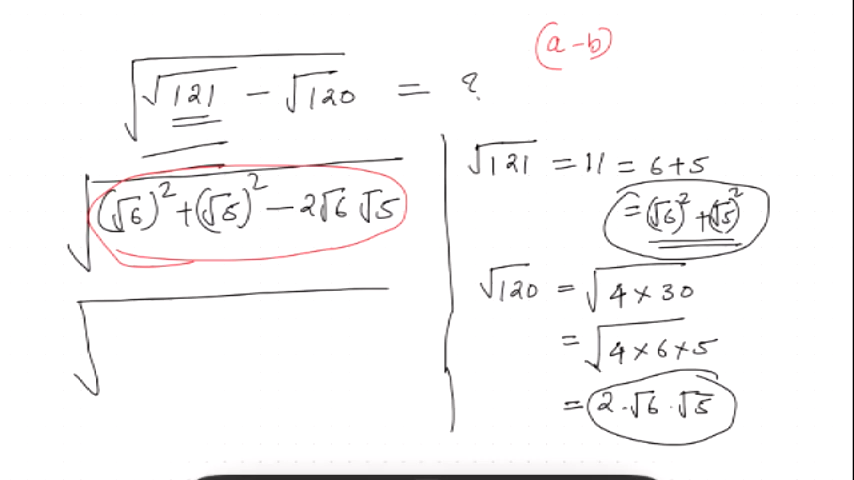 (a-b)
√(√121 - √120) = ?
√((√6)² + (√5)² - 2√6 √5)
√
√121 = 11 = 6+5
= (√6)² + (√5)²
√120 = √(4 × 30)
= √(4 × 6 × 5)
= 2 · √6 · √5